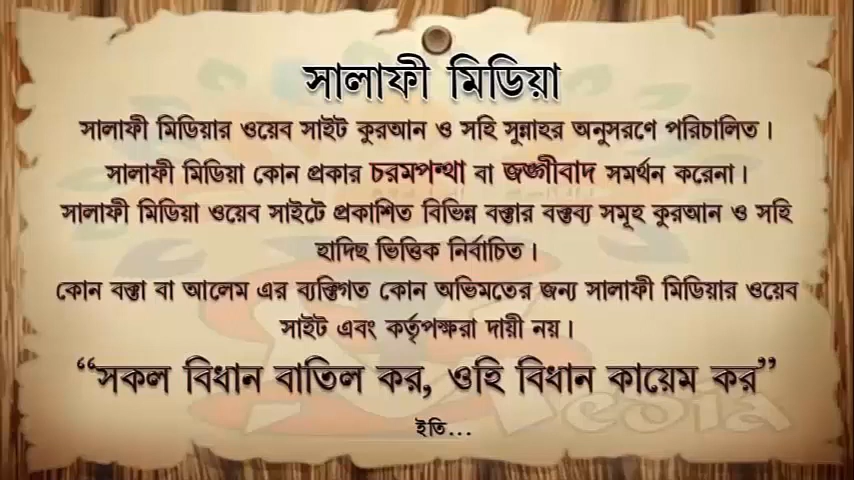 সালাফী মিডিয়া
সালাফী মিডিয়ার ওয়েব সাইট কুরআন ও সহি সুন্নাহর অনুসরণে পরিচালিত।
সালাফী মিডিয়া কোন প্রকার চরমপন্থা বা জঙ্গীবাদ সমর্থন করেনা।
সালাফী মিডিয়া ওয়েব সাইটে প্রকাশিত বিভিন্ন বক্তার বক্তব্য সমূহ কুরআন ও সহি
হাদিছ ভিত্তিক নির্বাচিত।
কোন বক্তা বা আলেম এর ব্যক্তিগত কোন অভিমতের জন্য সালাফী মিডিয়ার ওয়েব
সাইট এবং কর্তৃপক্ষরা দায়ী নয়।
“সকল বিধান বাতিল কর, ওহি বিধান কায়েম কর”
ইতি...